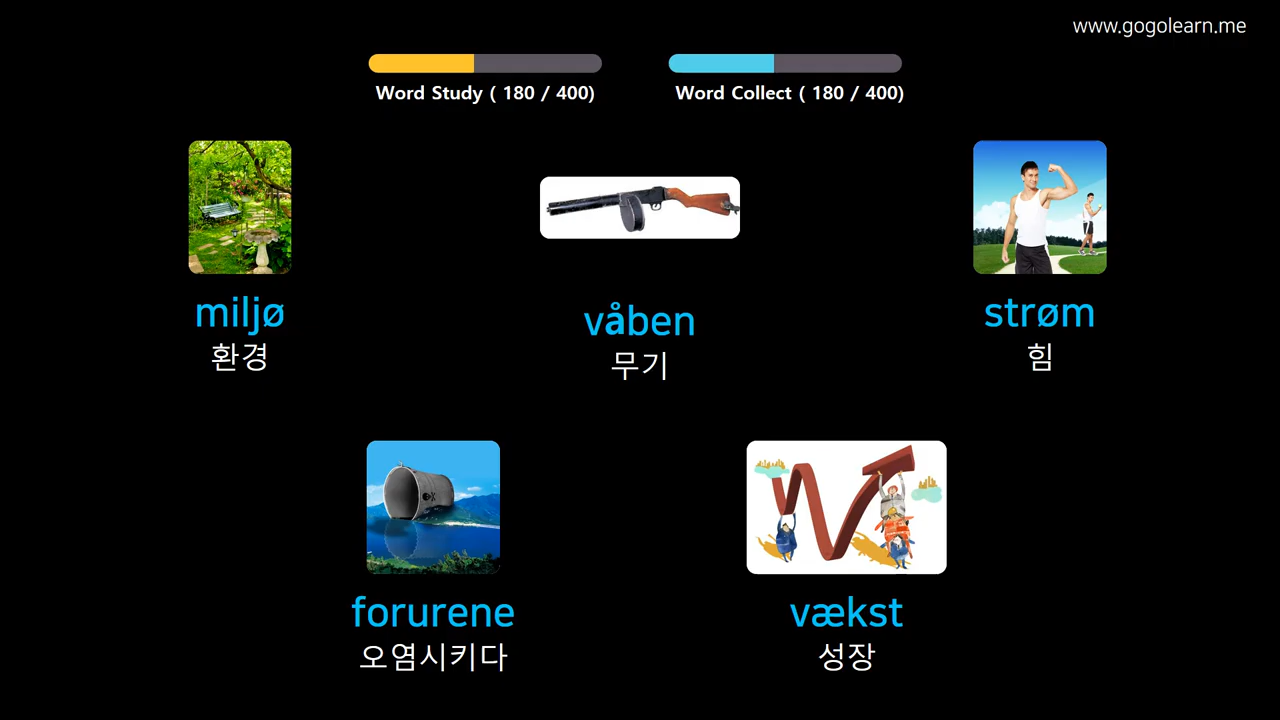 www.gogolearn.me
Word Study ( 180 / 400)
Word Collect ( 180 / 400)
miljø
환경
våben
무기
strøm
힘
forurene
오염시키다
vækst
성장